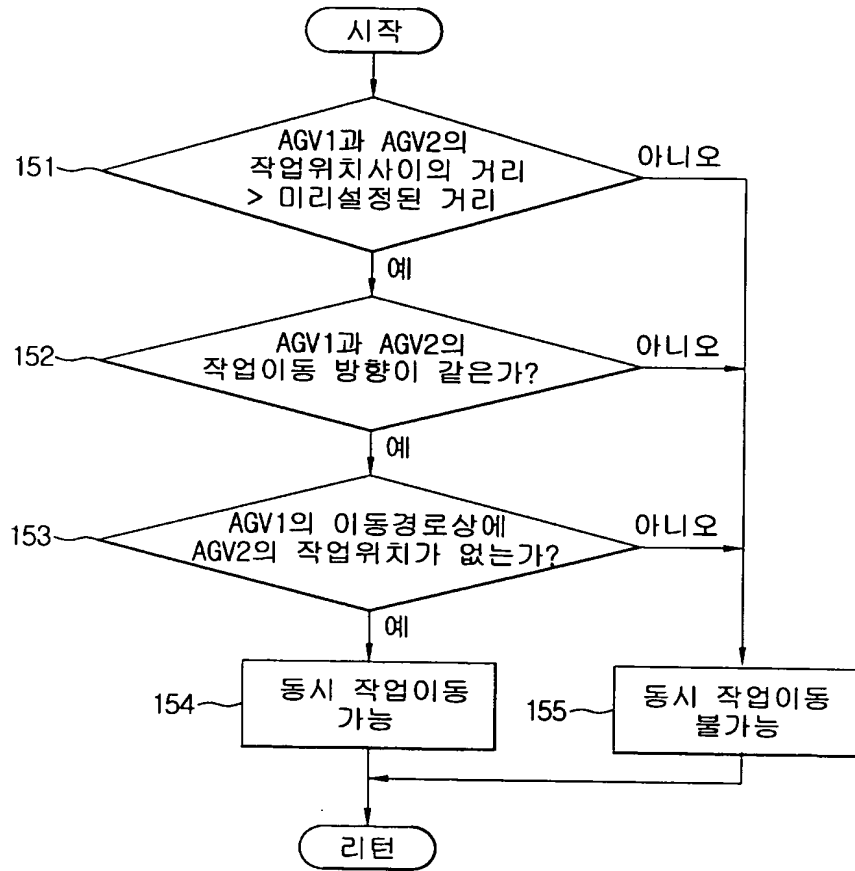 시작
AGV1과 AGV2의
작업위치사이의 거리
> 미리설정된 거리
151
아니오
예
AGV1과 AGV2의
작업이동 방향이 같은가?
152
아니오
예
AGV1의 이동경로상에
AGV2의 작업위치가 없는가?
153
아니오
예
동시 작업이동
가능
154
동시 작업이동
불가능
155
리턴